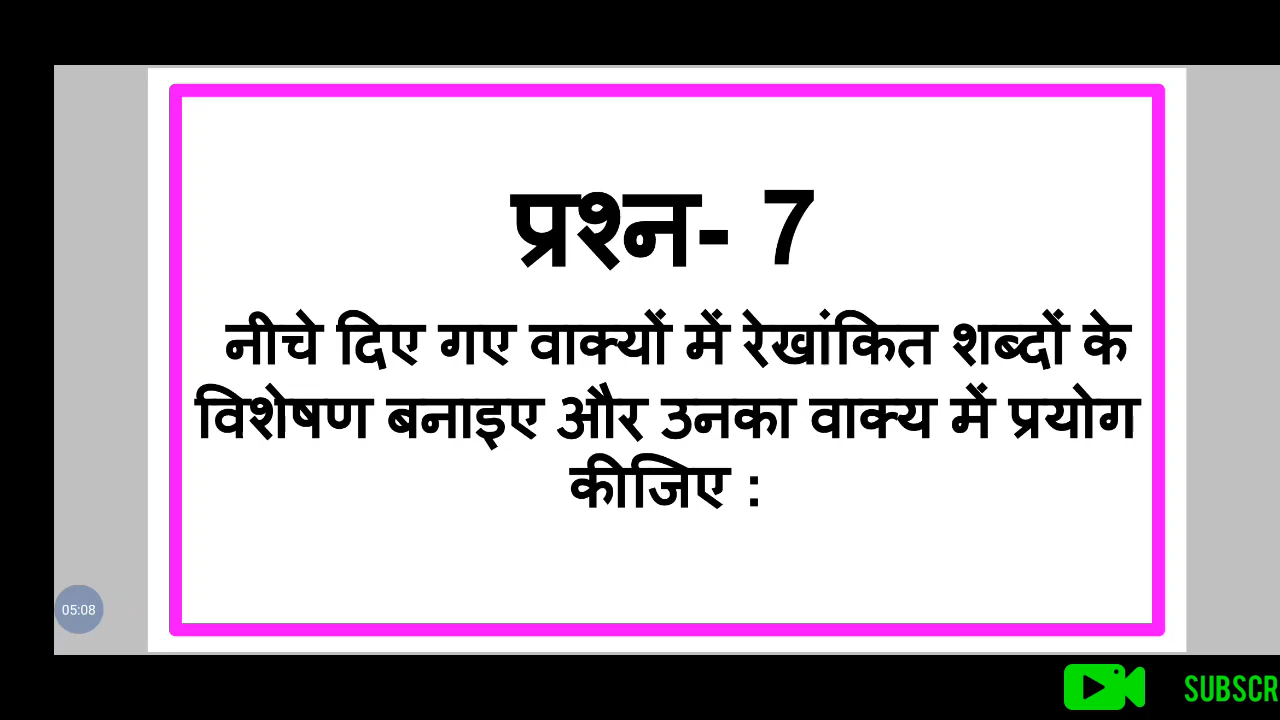 प्रश्न- 7
नीचे दिए गए वाक्यों में रेखांकित शब्दों के
विशेषण बनाइए और उनका वाक्य में प्रयोग
कीजिए :
05:08
SUBSCR